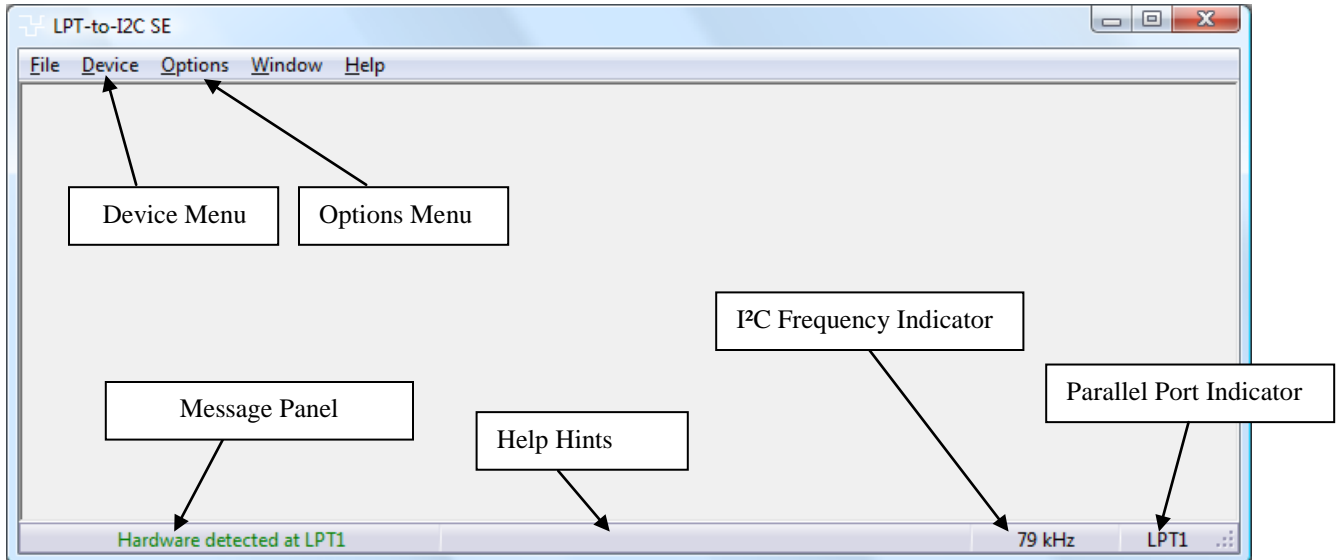 LPT-to-I2C SE
File Device Options Window Help
Device Menu
Options Menu
I²C Frequency Indicator
Parallel Port Indicator
Message Panel
Help Hints
Hardware detected at LPT1
79 kHz
LPT1